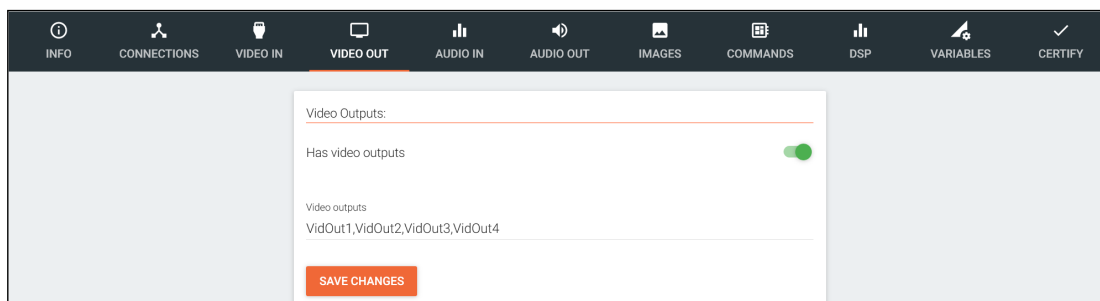 INFO CONNECTIONS VIDEO IN VIDEO OUT AUDIO IN AUDIO OUT IMAGES COMMANDS DSP VARIABLES CERTIFY
Video Outputs:
Has video outputs
Video outputs
VidOut1,VidOut2,VidOut3,VidOut4
SAVE CHANGES